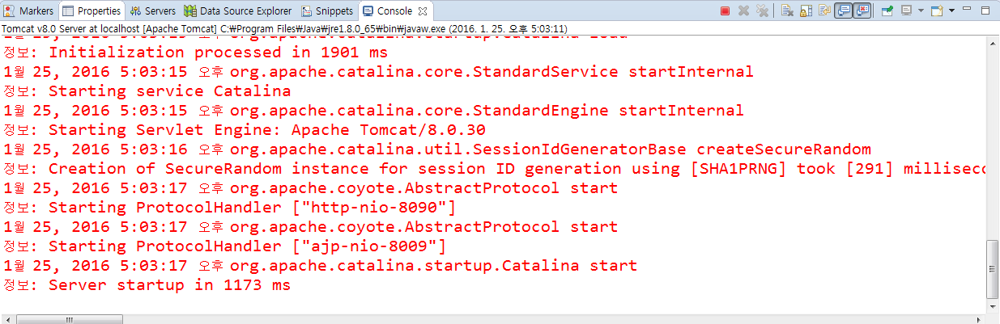 Markers Properties Servers Data Source Explorer Snippets Console
Tomcat v8.0 Server at localhost [Apache Tomcat] C:₩Program Files₩Java₩jre1.8.0_65₩bin₩javaw.exe (2016. 1. 25. 오후 5:03:11)
정보: Initialization processed in 1901 ms
1월 25, 2016 5:03:15 오후 org.apache.catalina.core.StandardService startInternal
정보: Starting service Catalina
1월 25, 2016 5:03:15 오후 org.apache.catalina.core.StandardEngine startInternal
정보: Starting Servlet Engine: Apache Tomcat/8.0.30
1월 25, 2016 5:03:16 오후 org.apache.catalina.util.SessionIdGeneratorBase createSecureRandom
정보: Creation of SecureRandom instance for session ID generation using [SHA1PRNG] took [291] millisecc
1월 25, 2016 5:03:17 오후 org.apache.coyote.AbstractProtocol start
정보: Starting ProtocolHandler ["http-nio-8090"]
1월 25, 2016 5:03:17 오후 org.apache.coyote.AbstractProtocol start
정보: Starting ProtocolHandler ["ajp-nio-8009"]
1월 25, 2016 5:03:17 오후 org.apache.catalina.startup.Catalina start
정보: Server startup in 1173 ms